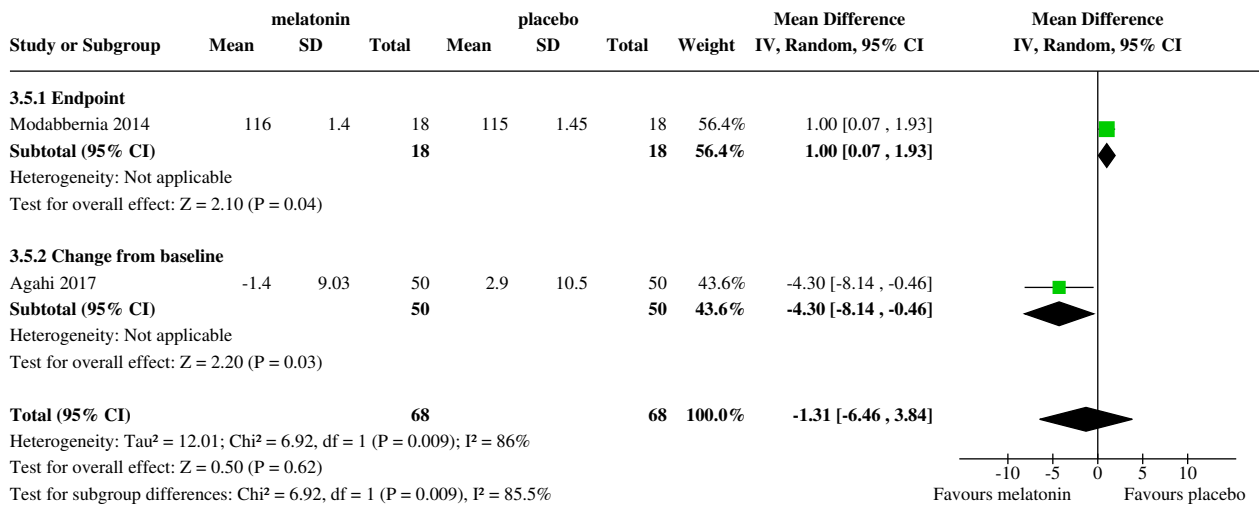 melatonin placebo Mean Difference Mean Difference
Study or Subgroup Mean SD Total Mean SD Total Weight IV, Random, 95% CI IV, Random, 95% CI
3.5.1 Endpoint
Modabbernia 2014 116 1.4 18 115 1.45 18 56.4% 1.00 [0.07 , 1.93]
Subtotal (95% CI) 18 18 56.4% 1.00 [0.07 , 1.93]
Heterogeneity: Not applicable
Test for overall effect: Z = 2.10 (P = 0.04)
3.5.2 Change from baseline
Agahi 2017 -1.4 9.03 50 2.9 10.5 50 43.6% -4.30 [-8.14 , -0.46]
Subtotal (95% CI) 50 50 43.6% -4.30 [-8.14 , -0.46]
Heterogeneity: Not applicable
Test for overall effect: Z = 2.20 (P = 0.03)
Total (95% CI) 68 68 100.0% -1.31 [-6.46 , 3.84]
Heterogeneity: Tau² = 12.01; Chi² = 6.92, df = 1 (P = 0.009); I² = 86%
Test for overall effect: Z = 0.50 (P = 0.62)
-10 -5 0 5 10
Test for subgroup differences: Chi² = 6.92, df = 1 (P = 0.009), I² = 85.5% Favours melatonin Favours placebo